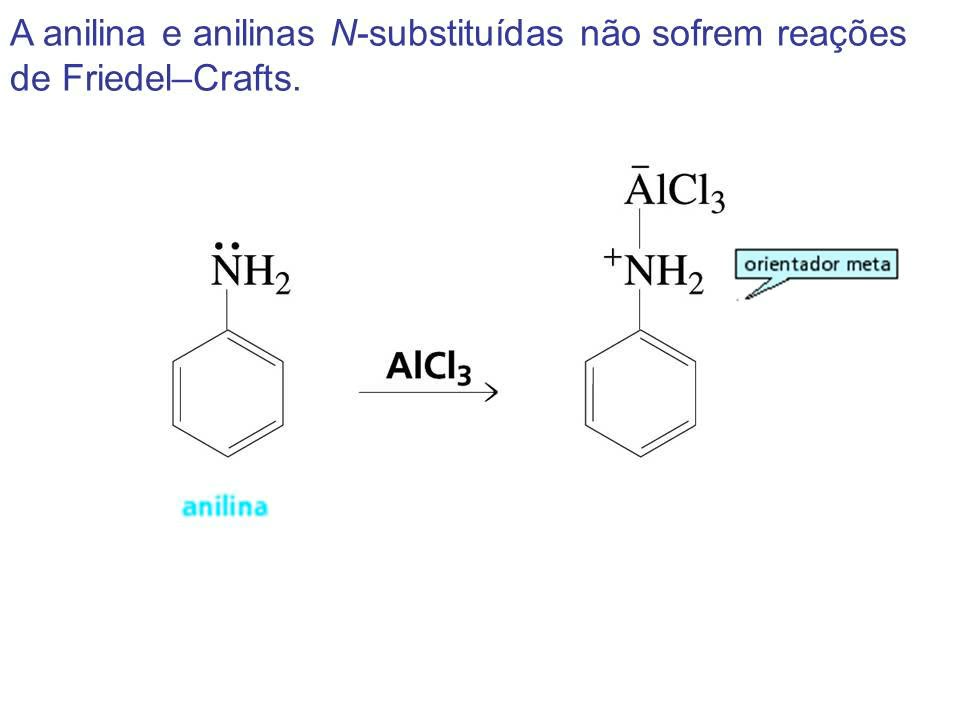 A anilina e anilinas N-substituídas não sofrem reações
de Friedel–Crafts.
–
AlCl3
••
NH2
+NH2
orientador meta
AlCl3
anilina